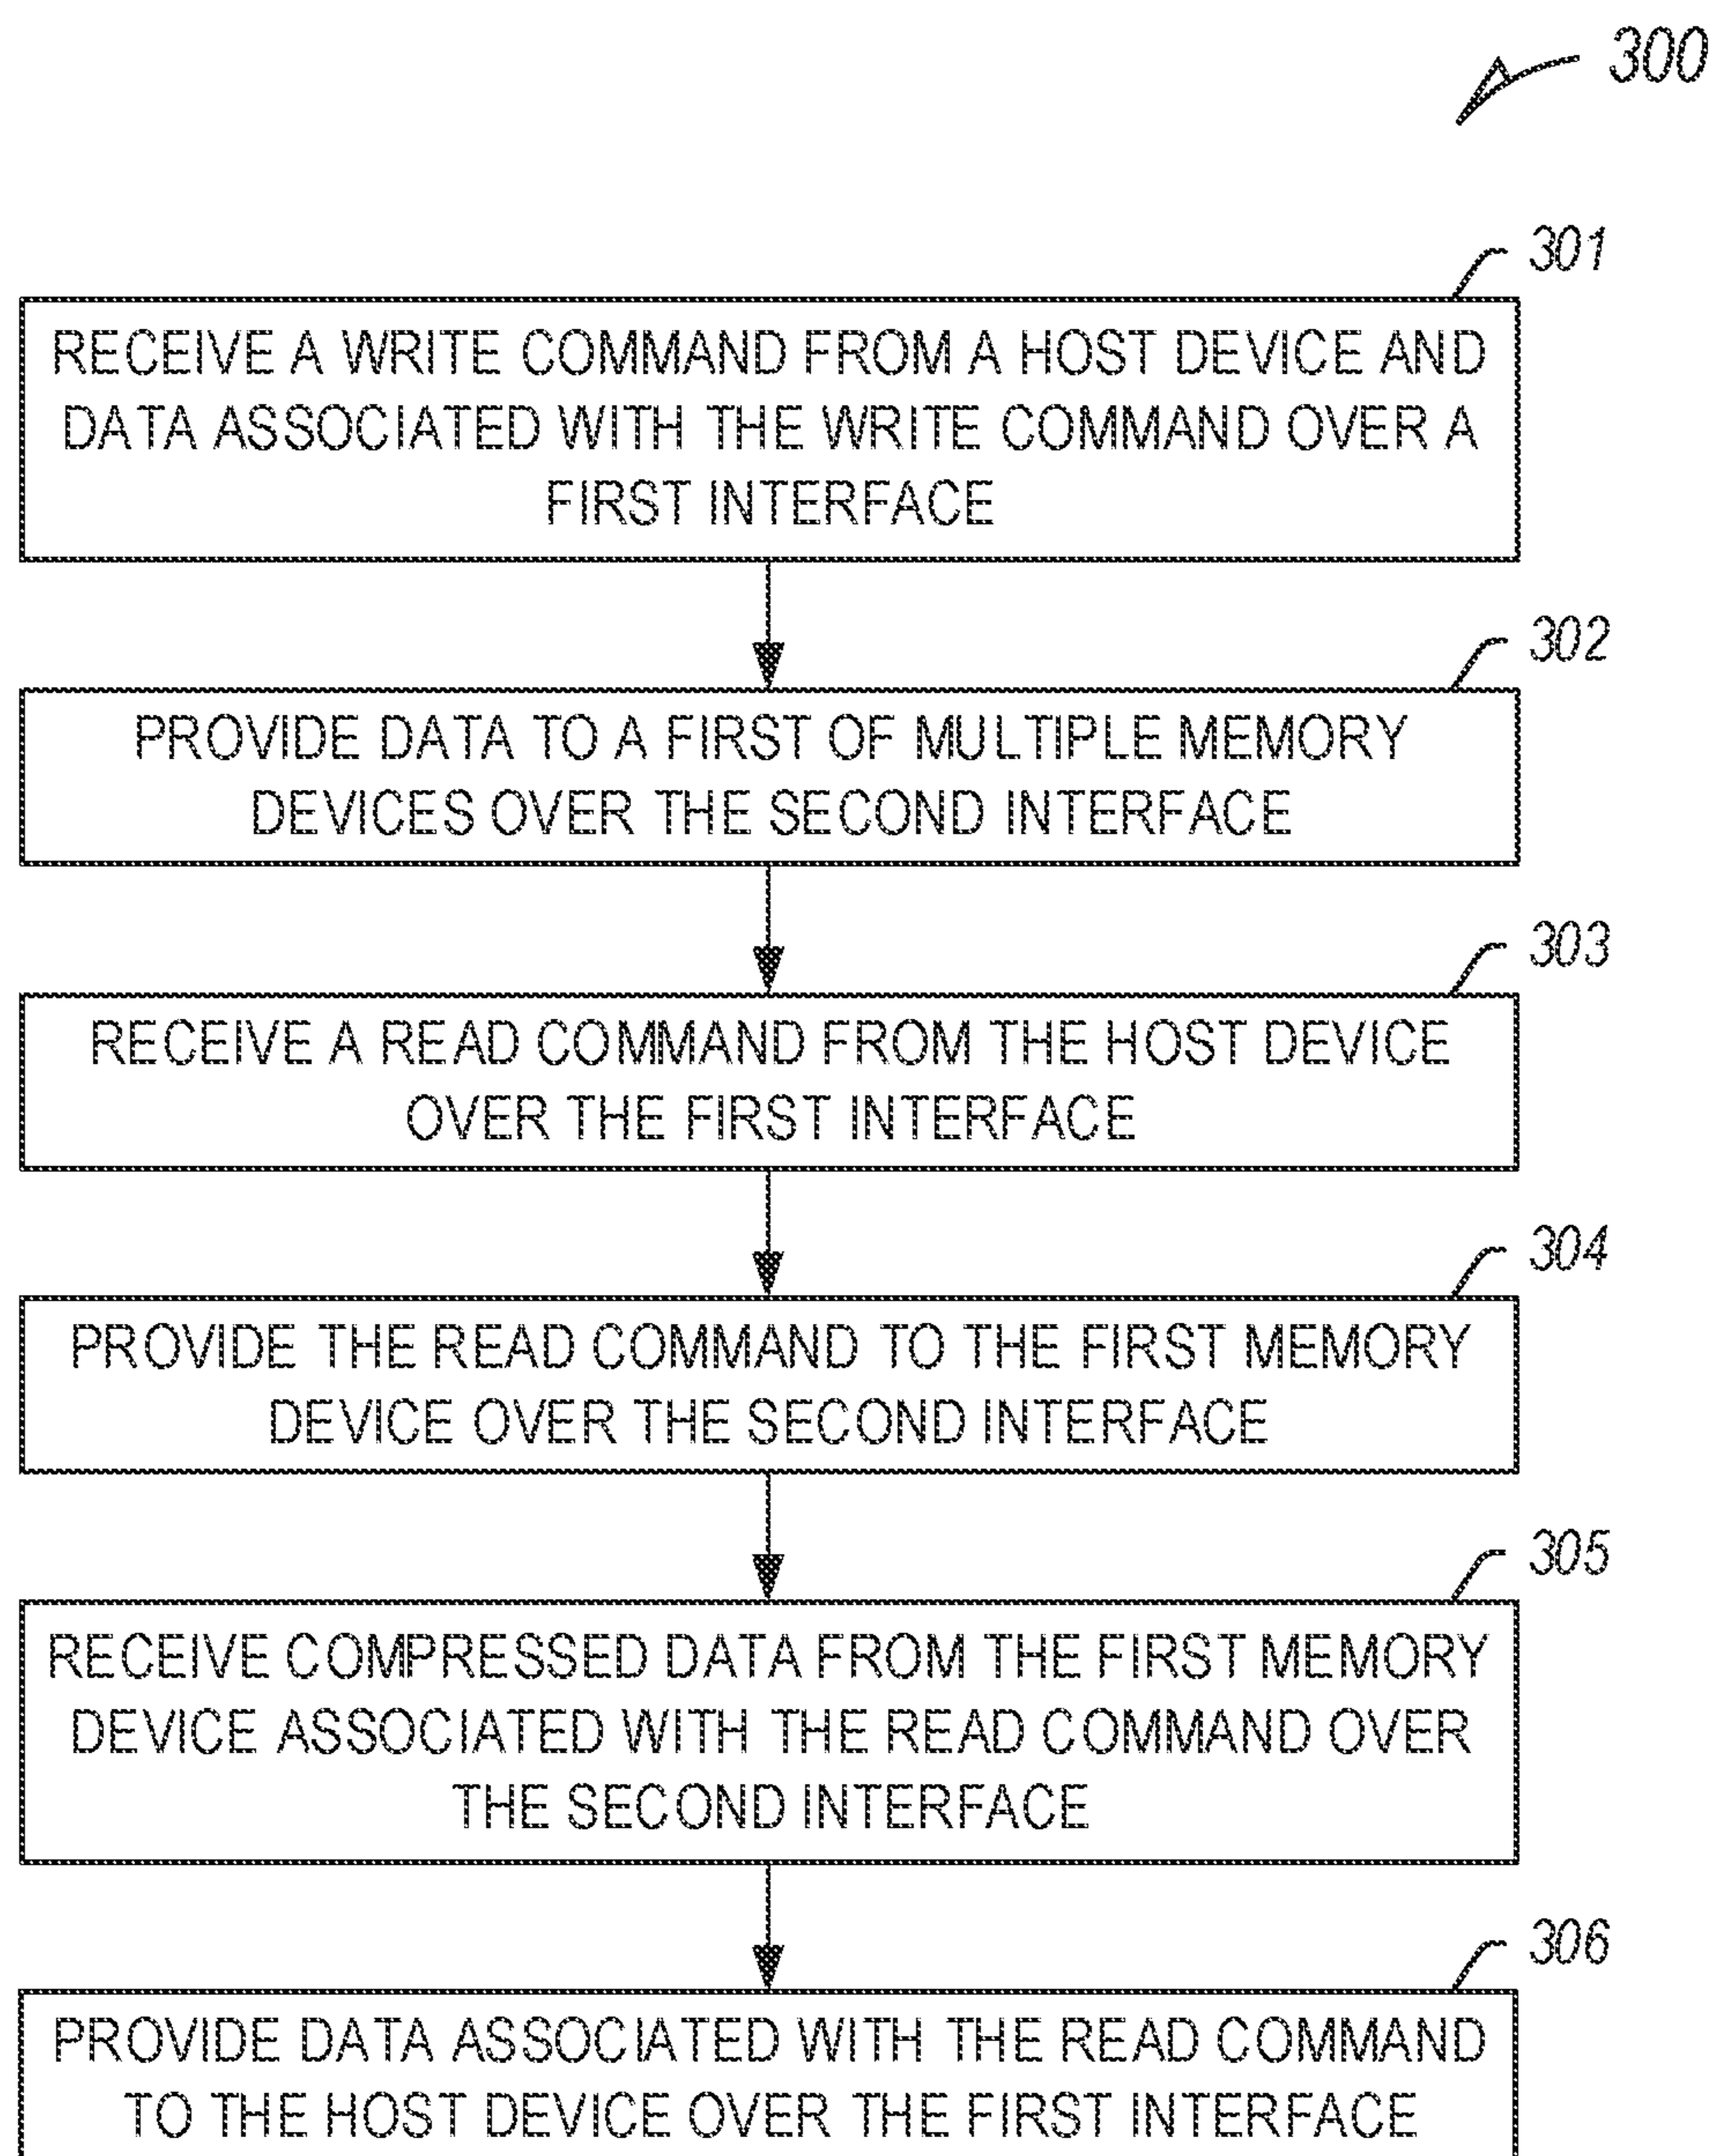 300
301
RECEIVE A WRITE COMMAND FROM A HOST DEVICE AND
DATA ASSOCIATED WITH THE WRITE COMMAND OVER A
FIRST INTERFACE
302
PROVIDE DATA TO A FIRST OF MULTIPLE MEMORY
DEVICES OVER THE SECOND INTERFACE
303
RECEIVE A READ COMMAND FROM THE HOST DEVICE
OVER THE FIRST INTERFACE
304
PROVIDE THE READ COMMAND TO THE FIRST MEMORY
DEVICE OVER THE SECOND INTERFACE
305
RECEIVE COMPRESSED DATA FROM THE FIRST MEMORY
DEVICE ASSOCIATED WITH THE READ COMMAND OVER
THE SECOND INTERFACE
306
PROVIDE DATA ASSOCIATED WITH THE READ COMMAND
TO THE HOST DEVICE OVER THE FIRST INTERFACE